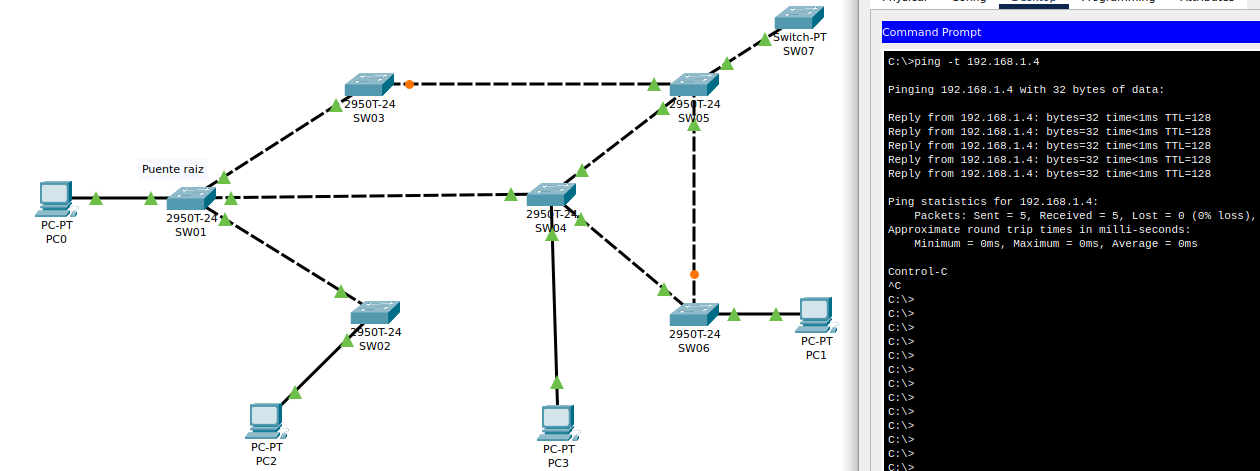 Switch-PT
SW07
2950T-24
SW03
2950T-24
SW05
Puente raiz
PC-PT
PC0
2950T-24
SW01
2950T-24
SW04
2950T-24
SW02
2950T-24
SW06
PC-PT
PC1
PC-PT
PC2
PC-PT
PC3
Physical
Config
Desktop
Programming
Attributes
Command Prompt
C:\>ping -t 192.168.1.4
Pinging 192.168.1.4 with 32 bytes of data:
Reply from 192.168.1.4: bytes=32 time<1ms TTL=128
Reply from 192.168.1.4: bytes=32 time<1ms TTL=128
Reply from 192.168.1.4: bytes=32 time<1ms TTL=128
Reply from 192.168.1.4: bytes=32 time<1ms TTL=128
Reply from 192.168.1.4: bytes=32 time<1ms TTL=128
Ping statistics for 192.168.1.4:
Packets: Sent = 5, Received = 5, Lost = 0 (0% loss),
Approximate round trip times in milli-seconds:
Minimum = 0ms, Maximum = 0ms, Average = 0ms
Control-C
^C
C:\>
C:\>
C:\>
C:\>
C:\>
C:\>
C:\>
C:\>
C:\>
C:\>
C:\>
C:\>
C:\>